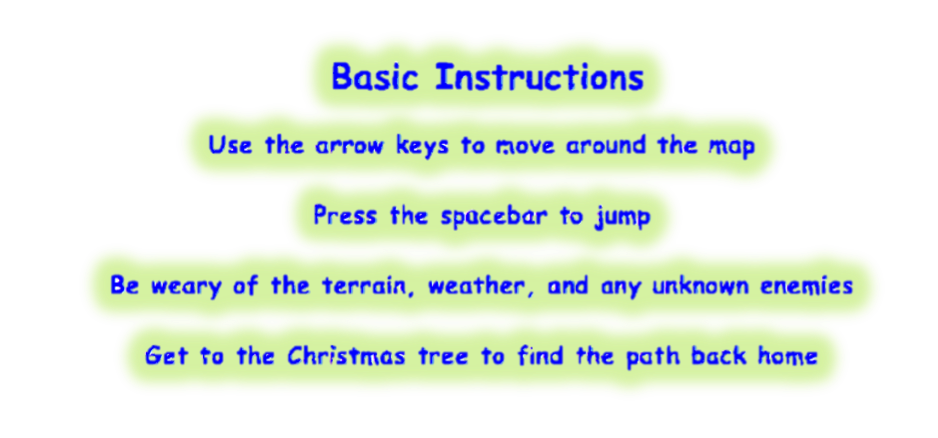 Basic Instructions
Use the arrow keys to move around the map
Press the spacebar to jump
Be weary of the terrain, weather, and any unknown enemies
Get to the Christmas tree to find the path back home